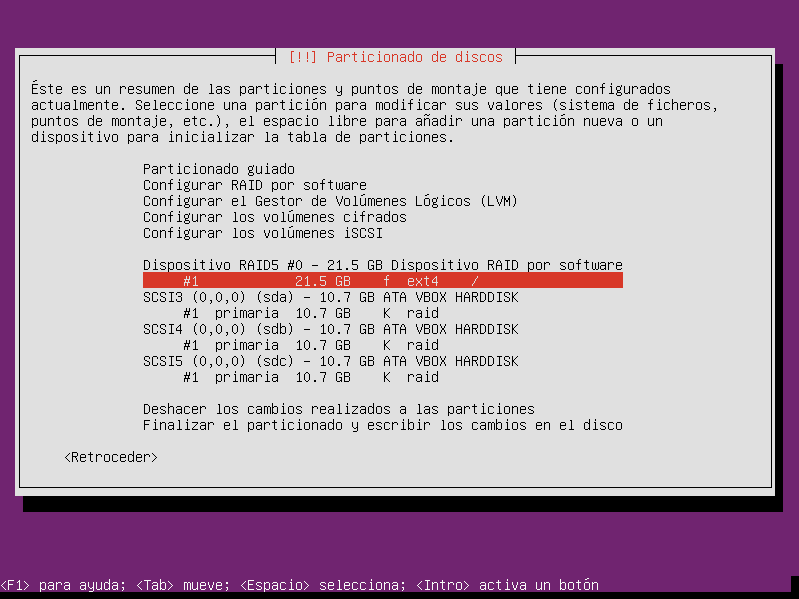 [!!] Particionado de discos
Éste es un resumen de las particiones y puntos de montaje que tiene configurados
actualmente. Seleccione una partición para modificar sus valores (sistema de ficheros,
puntos de montaje, etc.), el espacio libre para añadir una partición nueva o un
dispositivo para inicializar la tabla de particiones.
Particionado guiado
Configurar RAID por software
Configurar el Gestor de Volúmenes Lógicos (LVM)
Configurar los volúmenes cifrados
Configurar los volúmenes iSCSI
Dispositivo RAID5 #0 - 21.5 GB Dispositivo RAID por software
#1 21.5 GB f ext4 /
SCSI3 (0,0,0) (sda) - 10.7 GB ATA VBOX HARDDISK
#1 primaria 10.7 GB K raid
SCSI4 (0,0,0) (sdb) - 10.7 GB ATA VBOX HARDDISK
#1 primaria 10.7 GB K raid
SCSI5 (0,0,0) (sdc) - 10.7 GB ATA VBOX HARDDISK
#1 primaria 10.7 GB K raid
Deshacer los cambios realizados a las particiones
Finalizar el particionado y escribir los cambios en el disco
<Retroceder>
<F1> para ayuda; <Tab> mueve; <Espacio> selecciona; <Intro> activa un botón